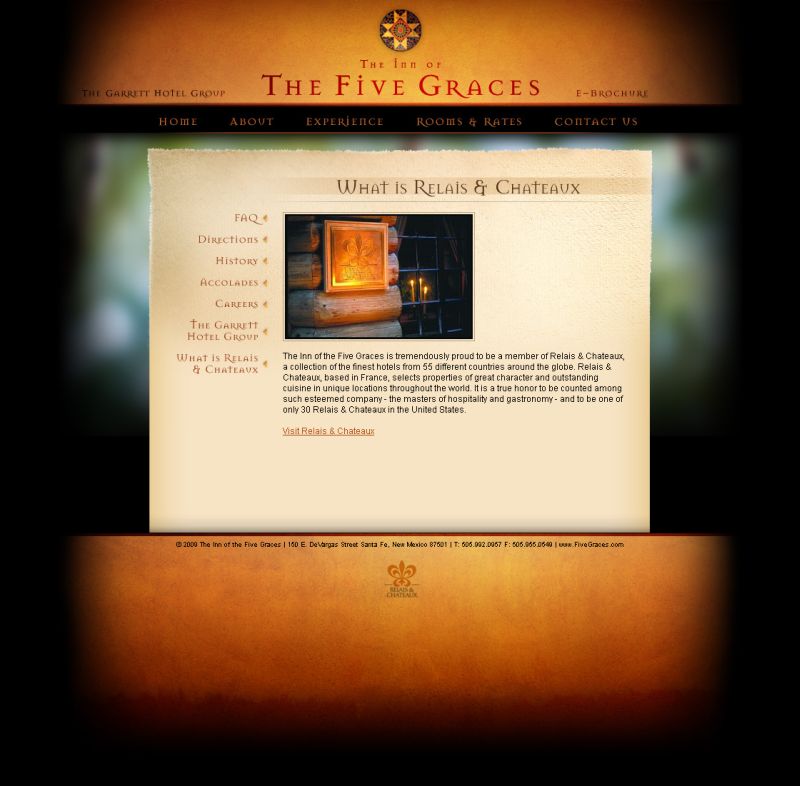 The Inn of
The Five Graces
The Garrett Hotel Group
E-Brochure
Home
About
Experience
Rooms & Rates
Contact Us
What is Relais & Chateaux
FAQ
Directions
History
Accolades
Careers
The Garrett
Hotel Group
What is Relais
& Chateaux
The Inn of the Five Graces is tremendously proud to be a member of Relais & Chateaux,
a collection of the finest hotels from 55 different countries around the globe. Relais &
Chateaux, based in France, selects properties of great character and outstanding
cuisine in unique locations throughout the world. It is a true honor to be counted among
such esteemed company - the masters of hospitality and gastronomy - and to be one of
only 30 Relais & Chateaux in the United States.
Visit Relais & Chateaux
© 2009 The Inn of the Five Graces | 150 E. DeVargas Street Santa Fe, New Mexico 87501 | T: 505.992.0957 F: 505.955.0549 | www.FiveGraces.com
RELAIS &
CHATEAUX